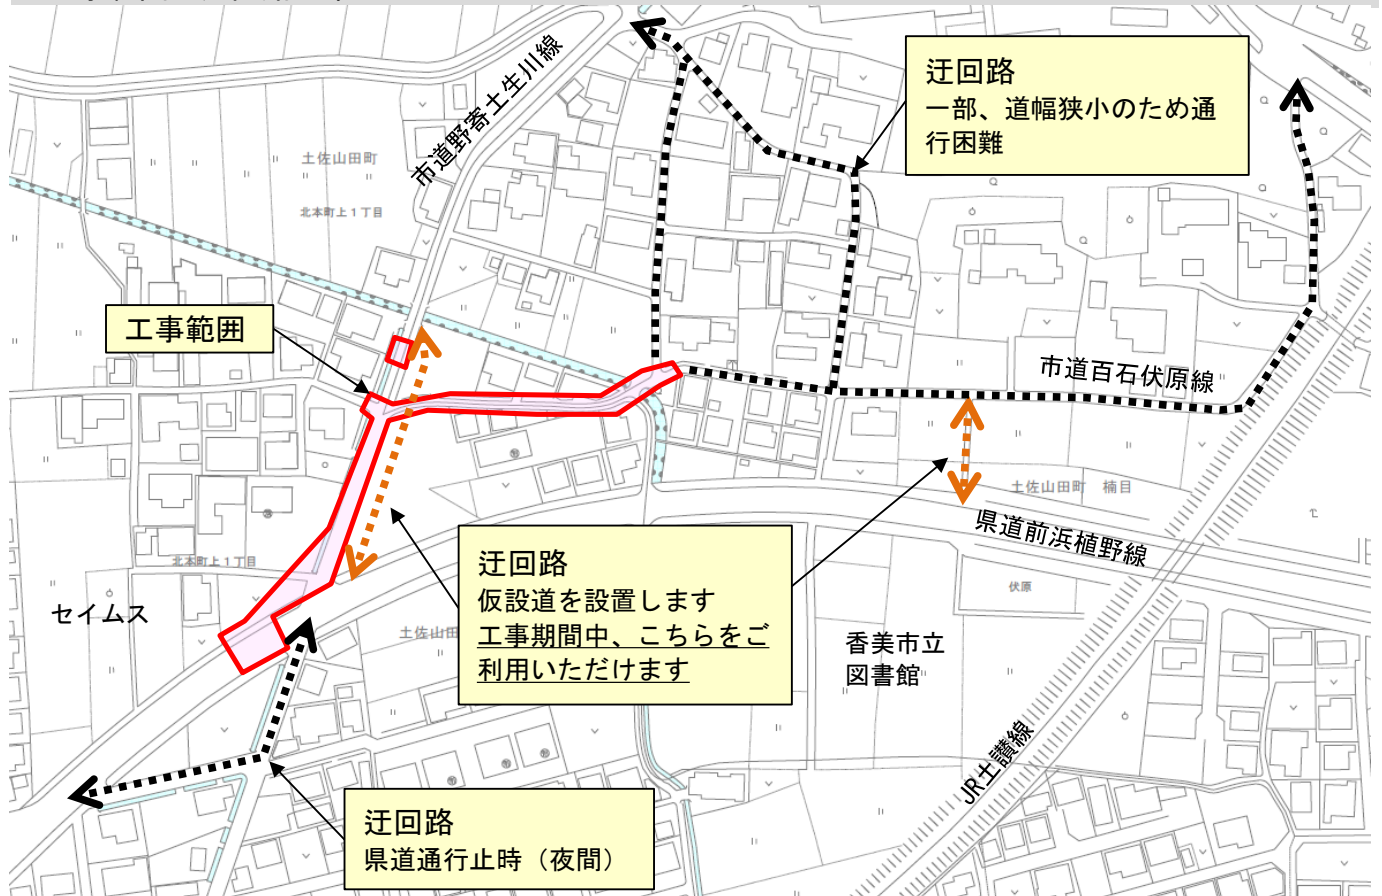 迂回路
一部、道幅狭小のため通
行困難
市道野寄土生川線
土佐山田町
北本町上1丁目
工事範囲
市道百石伏原線
土佐山田町 楠目
県道前浜植野線
北本町上1丁目
セイムス
迂回路
仮設道を設置します
工事期間中、こちらをご
利用いただけます
伏原
土佐山田
香美市立
図書館
JR土讃線
迂回路
県道通行止時（夜間）